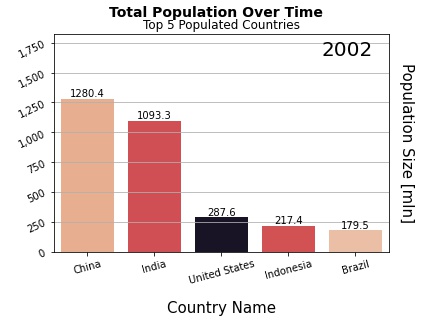 Total Population Over Time
Top 5 Populated Countries
2002
1,750
1,500
1,250
1,000
750
500
250
0
1280.4
1093.3
287.6
217.4
179.5
Population Size [mln]
China
India
United States
Indonesia
Brazil
Country Name